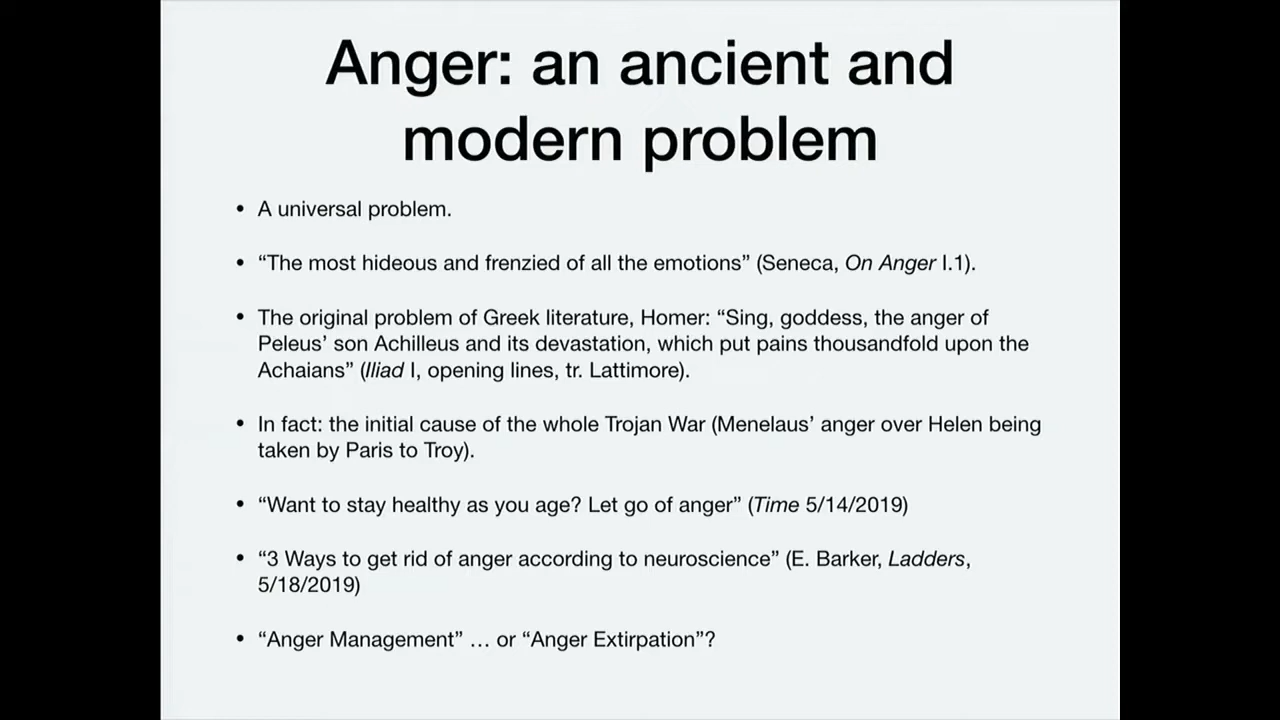 Anger: an ancient and
modern problem
• A universal problem.
• “The most hideous and frenzied of all the emotions” (Seneca, On Anger I.1).
• The original problem of Greek literature, Homer: “Sing, goddess, the anger of
Peleus’ son Achilleus and its devastation, which put pains thousandfold upon the
Achaians” (Iliad I, opening lines, tr. Lattimore).
• In fact: the initial cause of the whole Trojan War (Menelaus’ anger over Helen being
taken by Paris to Troy).
• “Want to stay healthy as you age? Let go of anger” (Time 5/14/2019)
• “3 Ways to get rid of anger according to neuroscience” (E. Barker, Ladders,
5/18/2019)
• “Anger Management” … or “Anger Extirpation”?